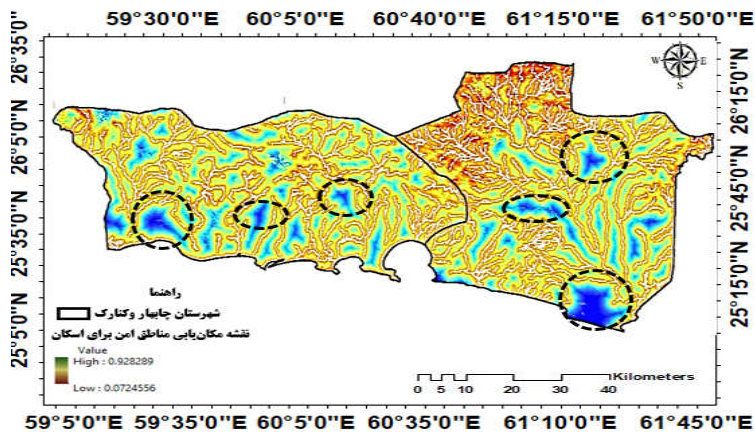 59°30'0"E 60°5'0"E 60°40'0"E 61°15'0"E 61°50'0"E
26°35'0"N
26°5'0"N
25°35'0"N
25°5'0"N
26°15'0"N
25°45'0"N
25°15'0"N
N
W E
S
راهنما
شهرستان چابهار وکنارک
نقشه مکان‌یابی مناطق امن برای اسکان
Value
High : 0.928289
Low : 0.0724556
Kilometers
0 5 10 20 30 40
59°5'0"E 59°35'0"E 60°5'0"E 60°35'0"E 61°10'0"E 61°45'0"E